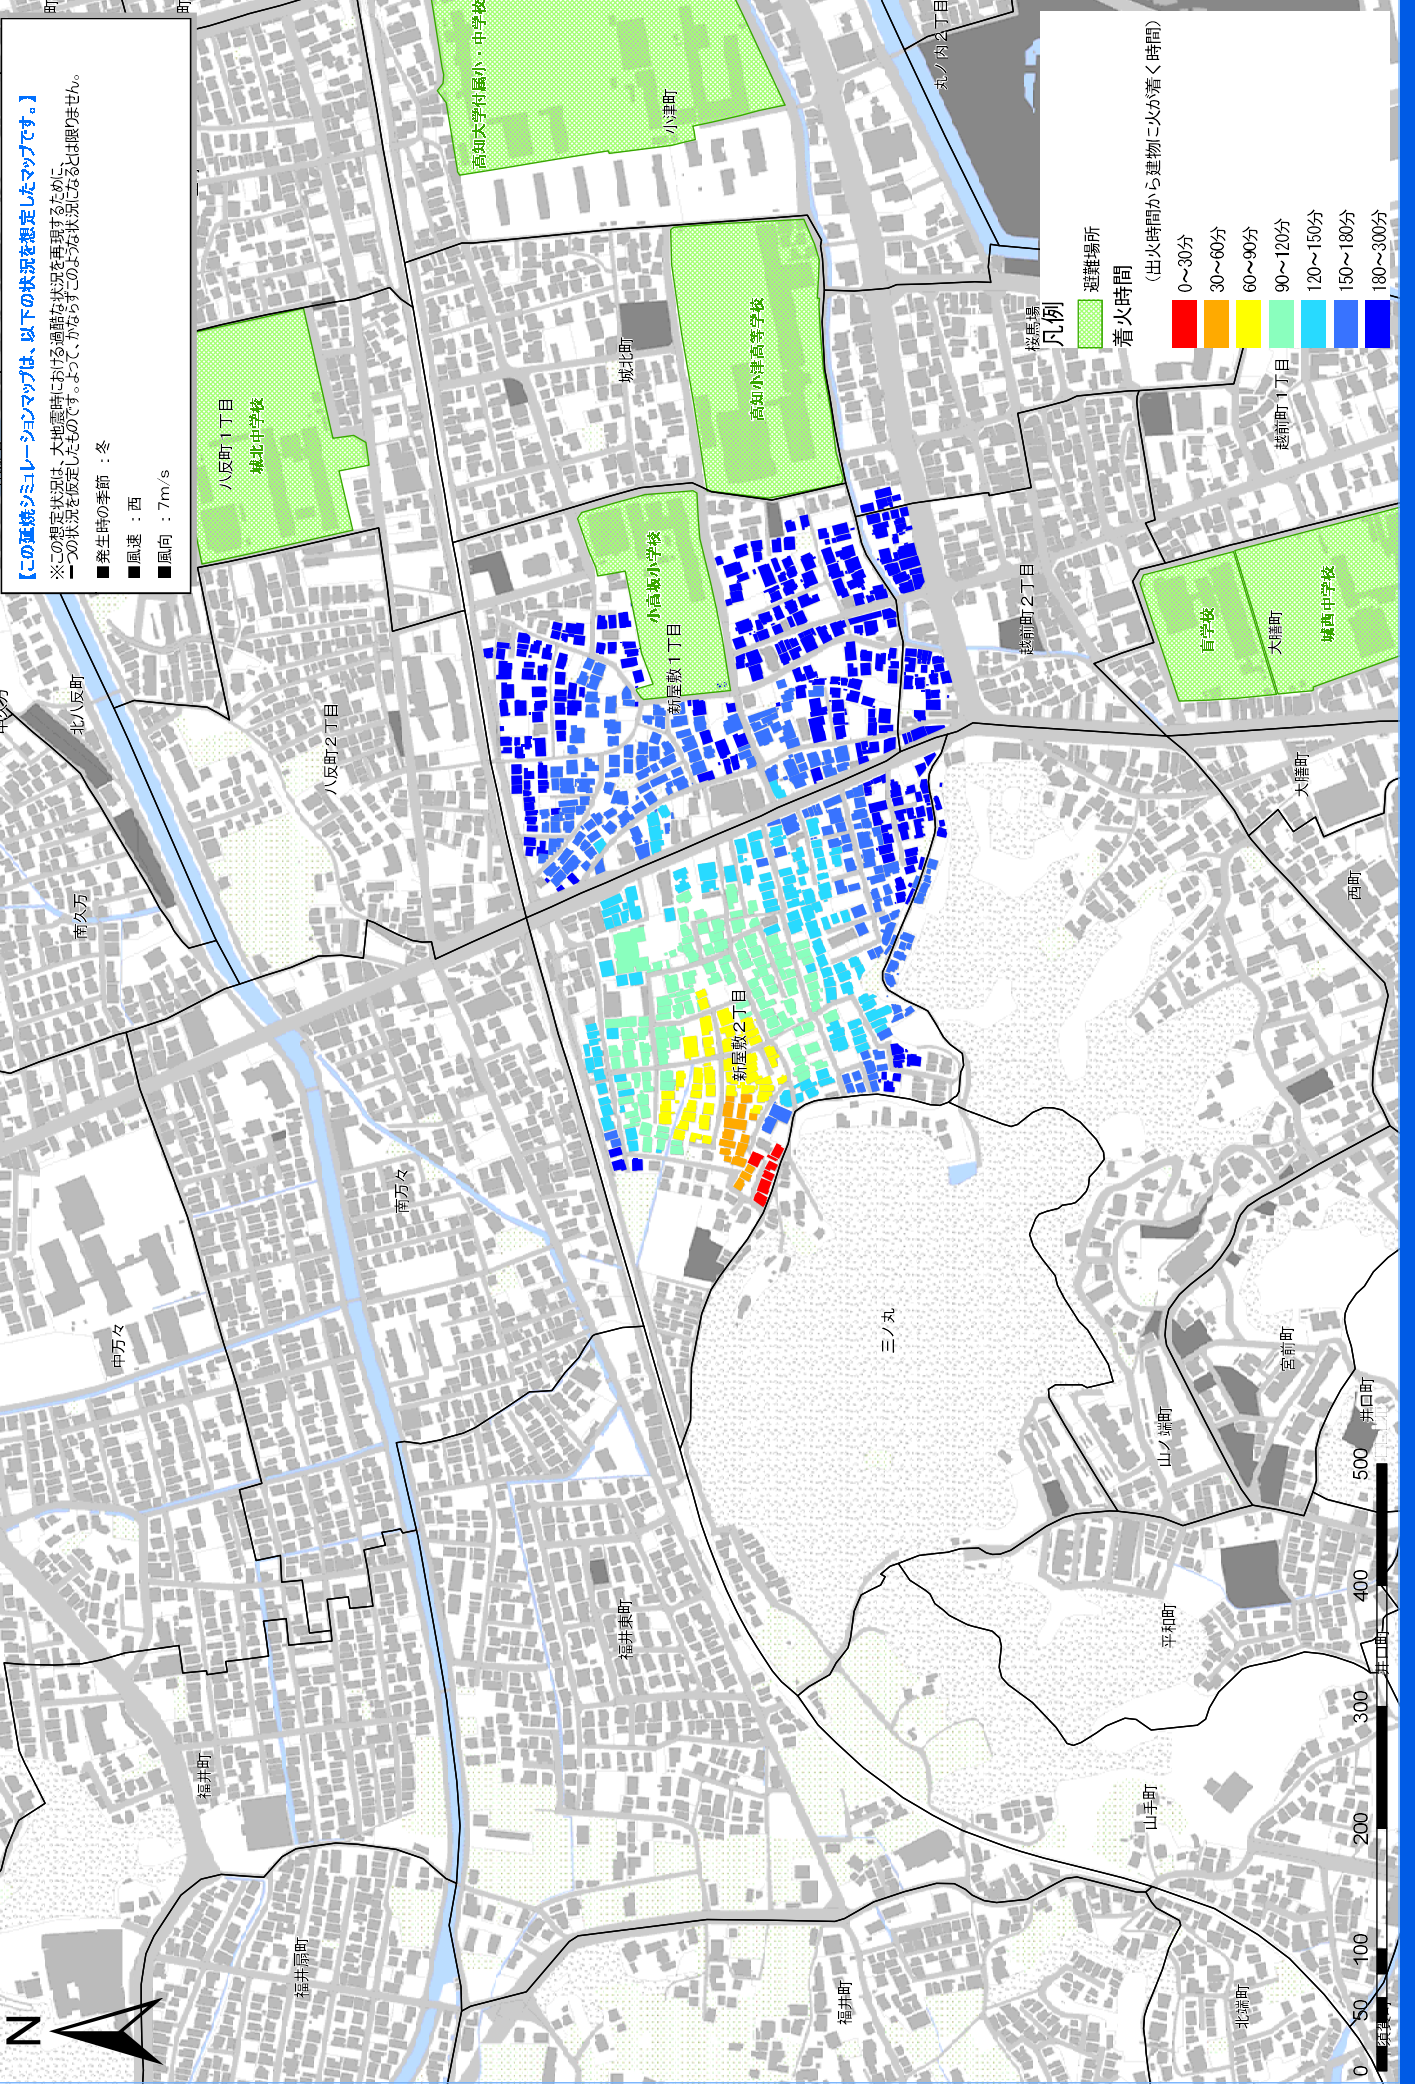 【この延焼シミュレーションマップは、以下の状況を想定したマップです。】
※この想定状況は、大地震時における過酷な状況を再現するために、
一つの状況を仮定したものです。よって、かならずこのような状況になるとは限りません。
■発生時の季節 : 冬
■風速 : 西
■風向 : 7m/s
N
高知大学付属小・中学校
小津町
丸ノ内2丁目
八反町1丁目
城北中学校
城北町
高知小津高等学校
桜馬場
凡例
避難場所
着火時間
(出火時間から建物に火が着く時間)
0~30分
30~60分
60~90分
90~120分
120~150分
150~180分
180~300分
越前町1丁目
小高坂小学校
新屋敷1丁目
越前町2丁目
盲学校
大膳町
城西中学校
北八反町
八反町2丁目
大膳町
南久万
西町
新屋敷2丁目
南万々
中万々
三ノ丸
宮前町
山ノ端町
井口町
福井東町
平和町
井口町
福井町
山手町
福井扇町
福井町
北端町
0 50 100 200 300 400 500